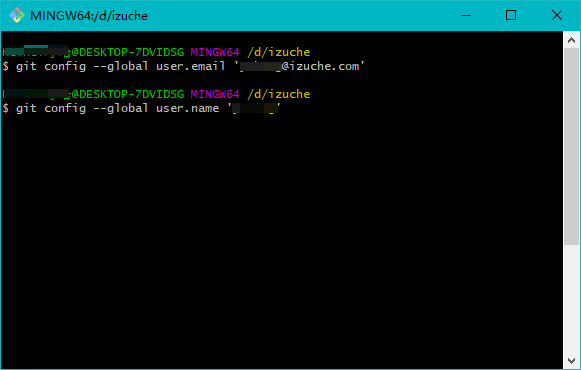 MINGW64:/d/izuche
@DESKTOP-7DVIDSG MINGW64 /d/izuche
$ git config --global user.email '@izuche.com'
@DESKTOP-7DVIDSG MINGW64 /d/izuche
$ git config --global user.name ''